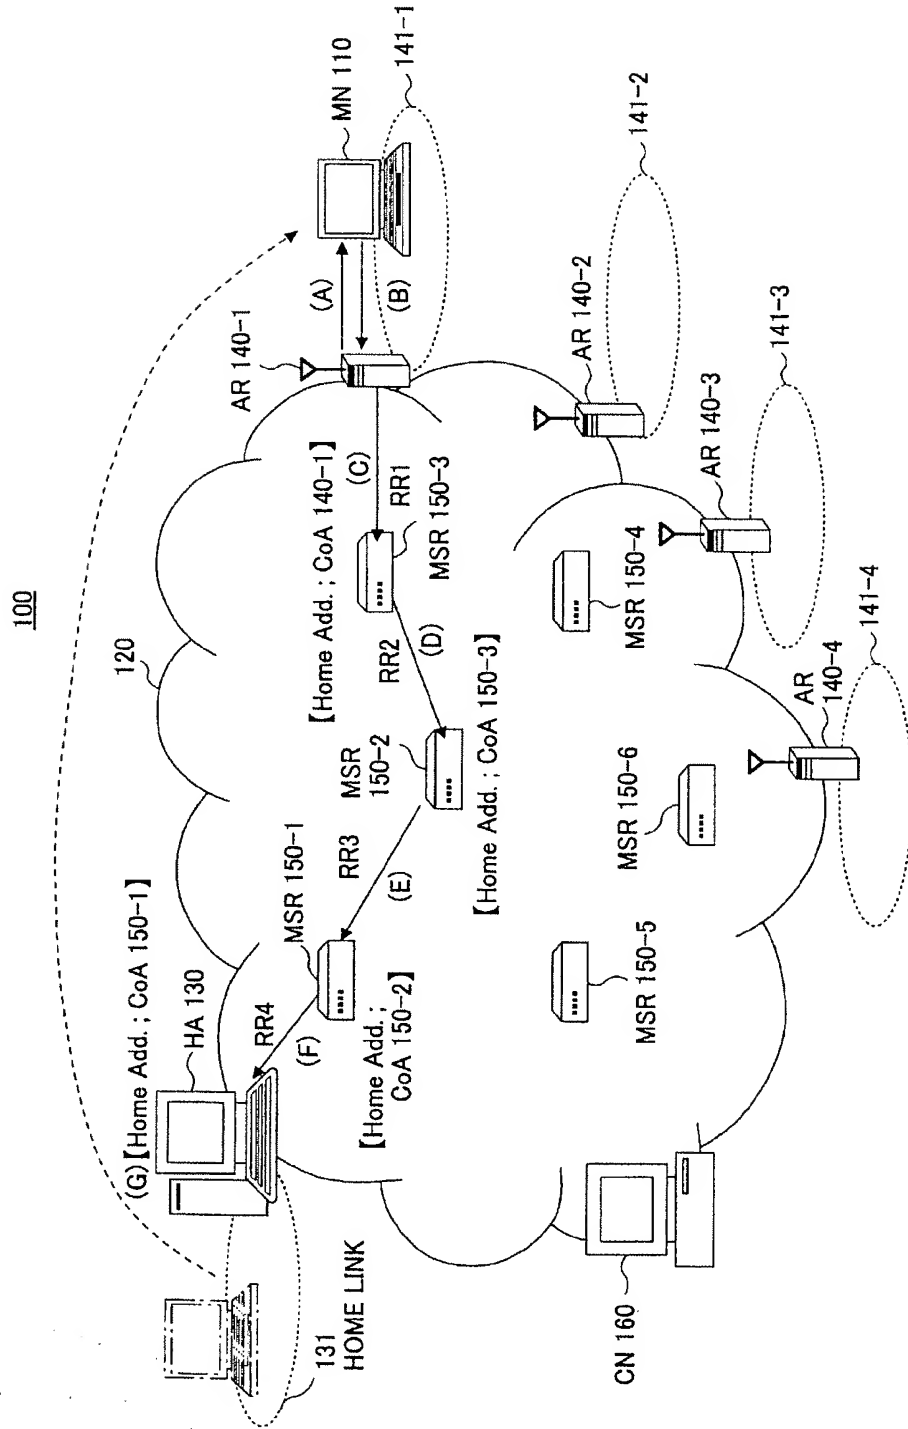 100
120
(G)【Home Add. ; CoA 150-1】
HA 130
131
HOME LINK
RR4
(F)
MSR 150-1
【Home Add. ;
CoA 150-2】
RR3
(E)
MSR
150-2
【Home Add. ; CoA 150-3】
RR2
(D)
【Home Add. ; CoA 140-1】
(C)
RR1
MSR 150-3
AR 140-1
(A)
(B)
MN 110
141-1
AR 140-2
141-2
AR 140-3
141-3
AR
140-4
141-4
MSR 150-4
MSR 150-6
MSR 150-5
CN 160